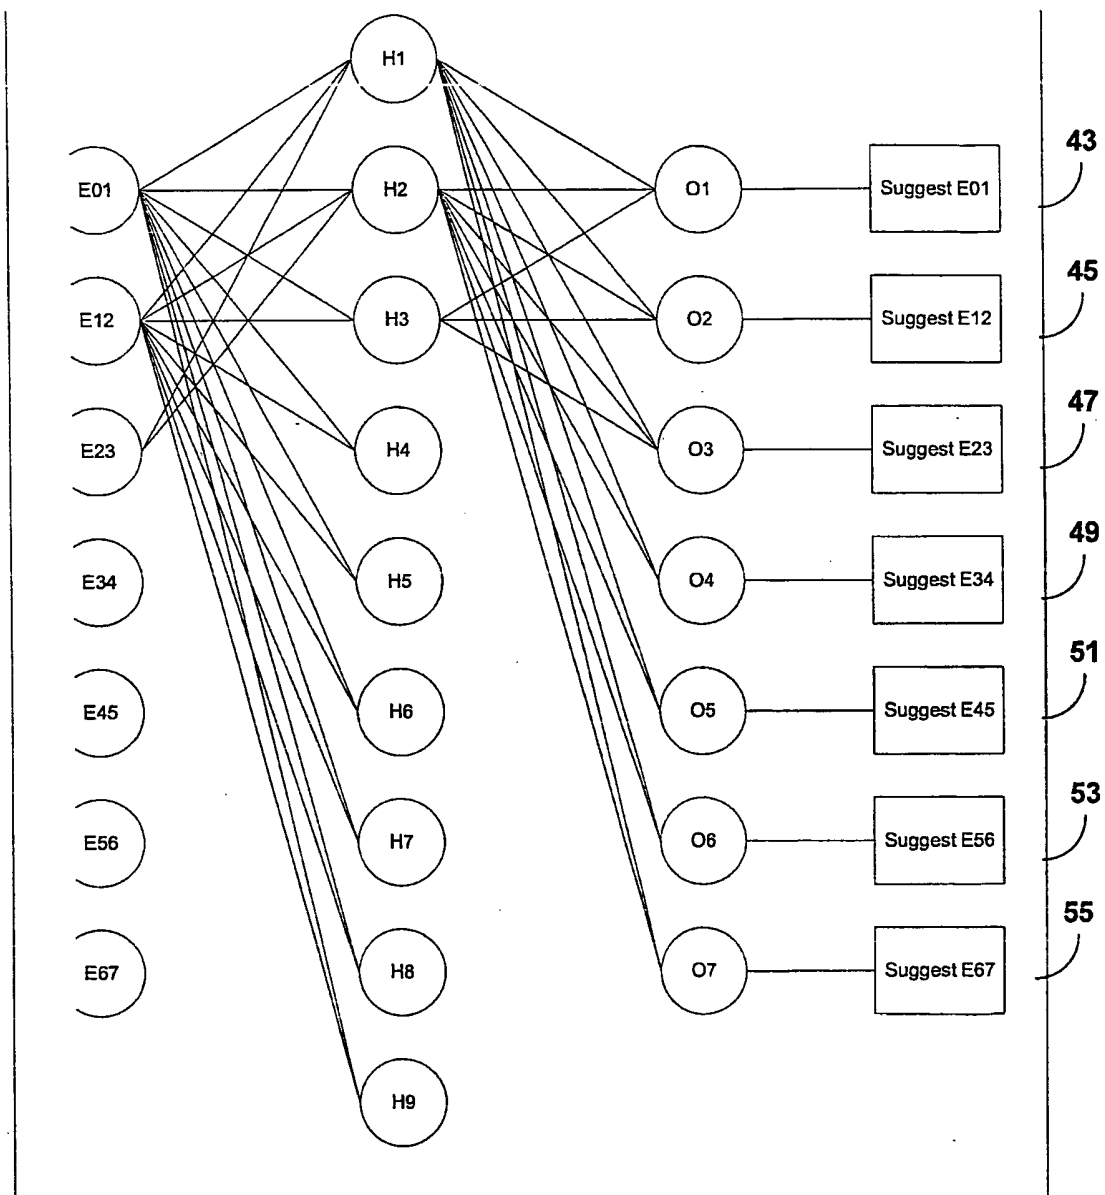 H1
43
E01 H2 O1 Suggest E01
45
E12 H3 O2 Suggest E12
47
E23 H4 O3 Suggest E23
49
E34 H5 O4 Suggest E34
51
E45 H6 O5 Suggest E45
53
E56 H7 O6 Suggest E56
55
E67 H8 O7 Suggest E67
H9